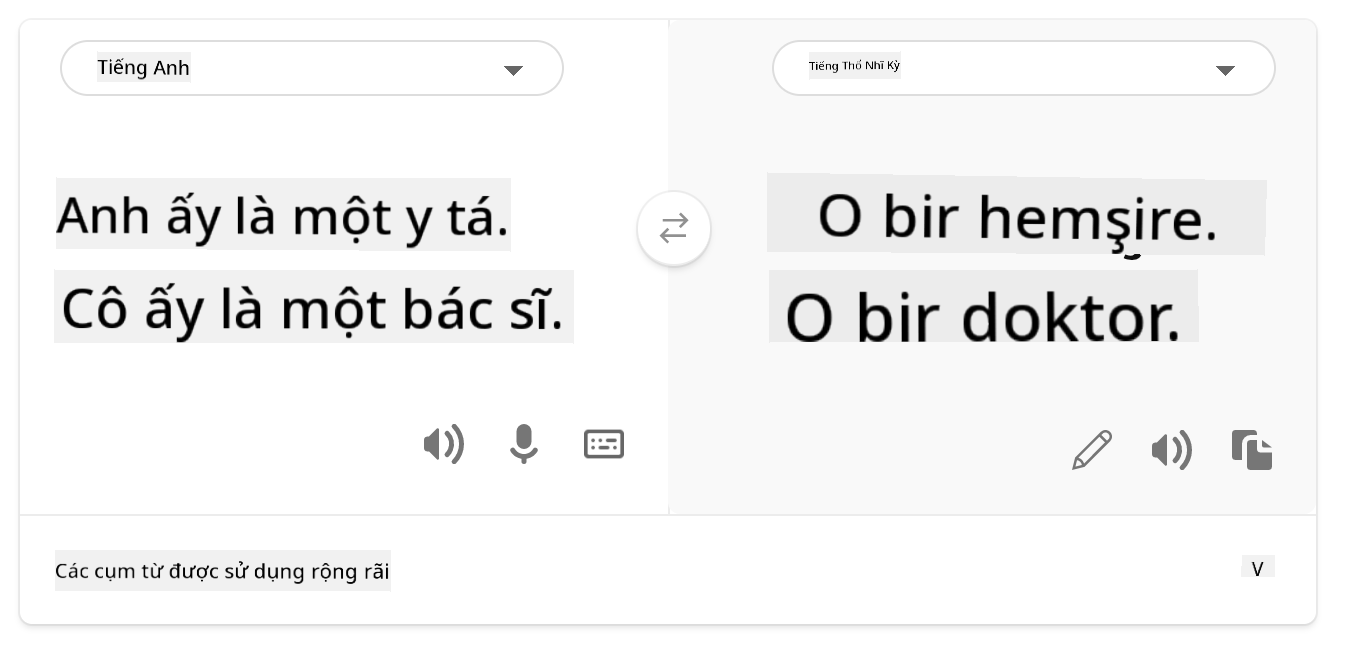 Tiếng Anh
Tiếng Thổ Nhĩ Kỳ
Anh ấy là một y tá.
Cô ấy là một bác sĩ.
O bir hemşire.
O bir doktor.
Các cụm từ được sử dụng rộng rãi
V